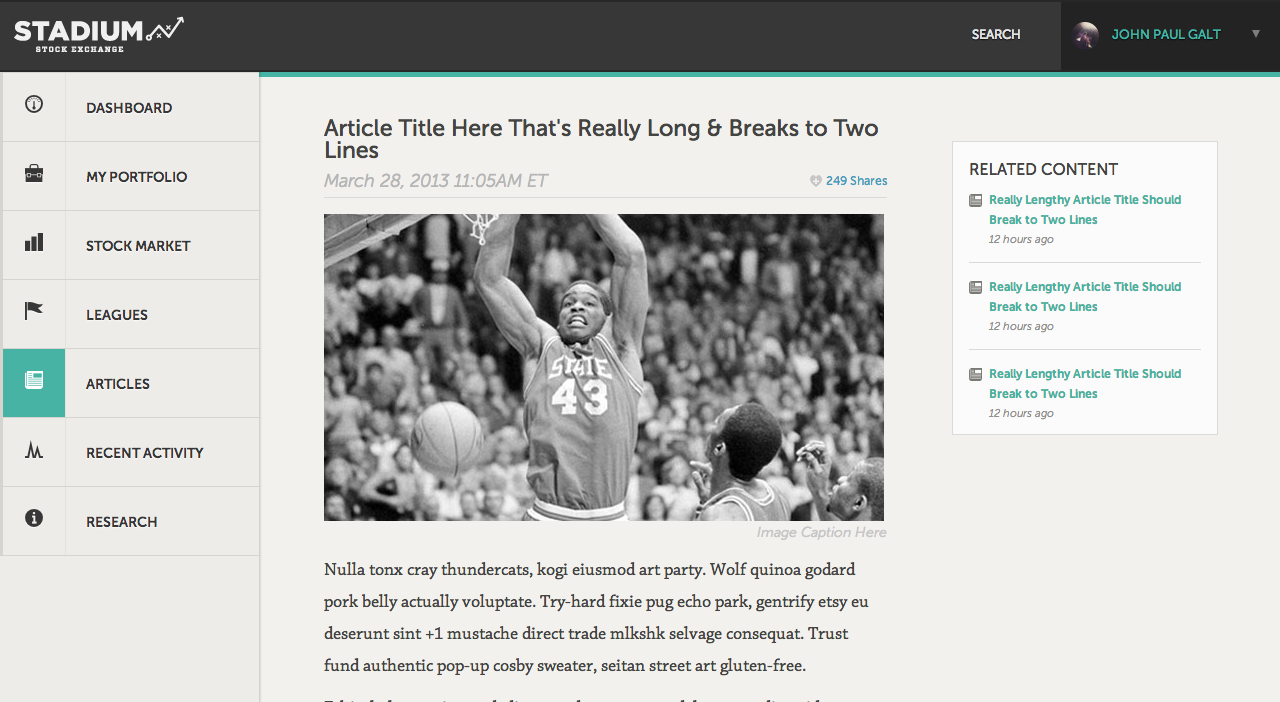 STADIUM
STOCK EXCHANGE
SEARCH
JOHN PAUL GALT
DASHBOARD
MY PORTFOLIO
STOCK MARKET
LEAGUES
ARTICLES
RECENT ACTIVITY
RESEARCH
Article Title Here That's Really Long & Breaks to Two
Lines
March 28, 2013 11:05AM ET
249 Shares
STATE
43
Image Caption Here
Nulla tonx cray thundercats, kogi eiusmod art party. Wolf quinoa godard
pork belly actually voluptate. Try-hard fixie pug echo park, gentrify etsy eu
deserunt sint +1 mustache direct trade mlkshk selvage consequat. Trust
fund authentic pop-up cosby sweater, seitan street art gluten-free.
RELATED CONTENT
Really Lengthy Article Title Should
Break to Two Lines
12 hours ago
Really Lengthy Article Title Should
Break to Two Lines
12 hours ago
Really Lengthy Article Title Should
Break to Two Lines
12 hours ago